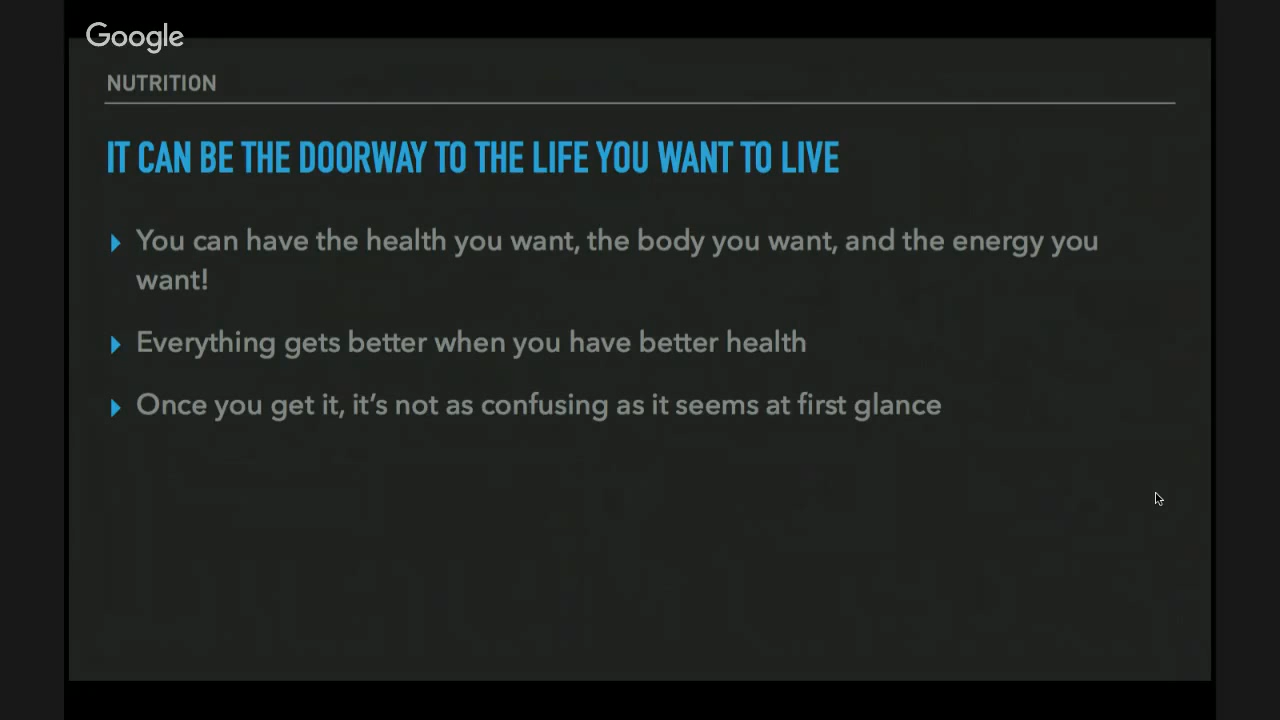 Google
NUTRITION
IT CAN BE THE DOORWAY TO THE LIFE YOU WANT TO LIVE
You can have the health you want, the body you want, and the energy you
want!
Everything gets better when you have better health
Once you get it, it’s not as confusing as it seems at first glance